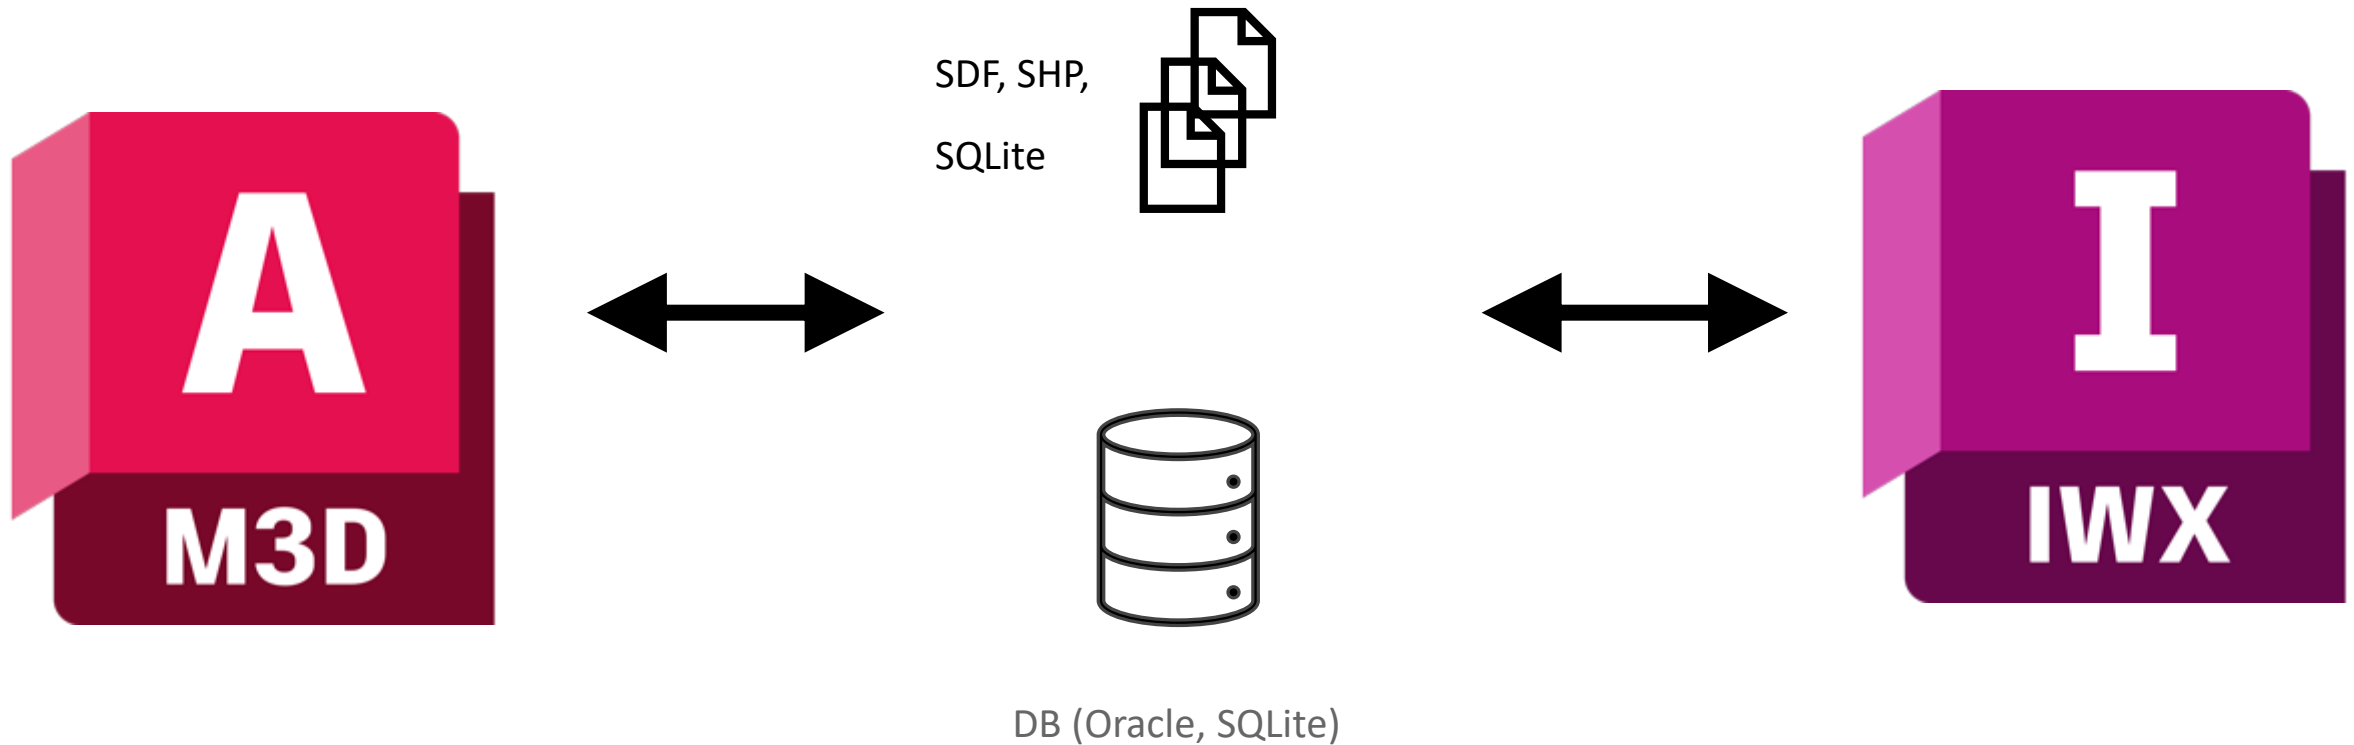 A
M3D
SDF, SHP,
SQLite
DB (Oracle, SQLite)
I
IWX